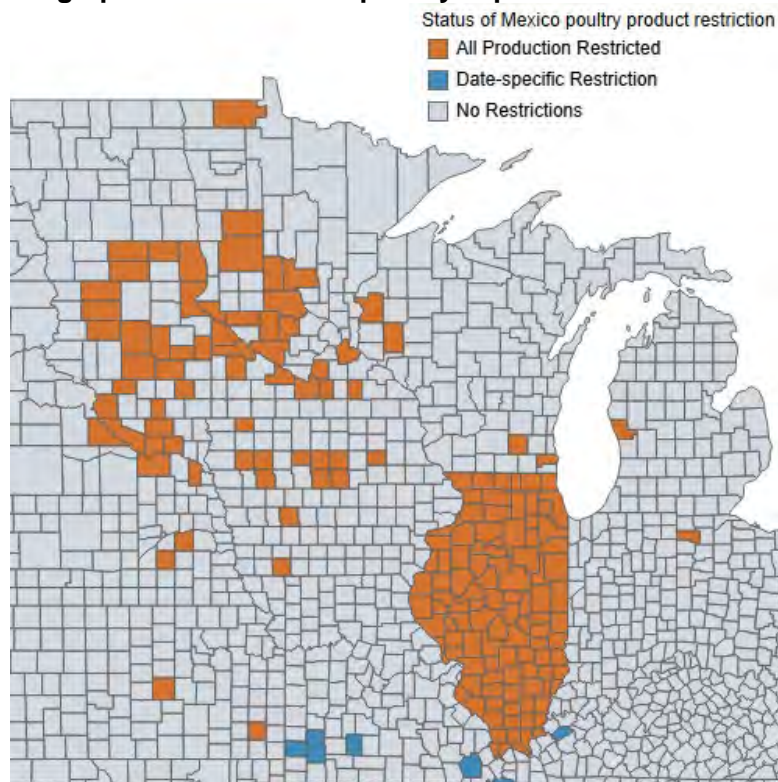 Status of Mexico poultry product restriction
All Production Restricted
Date-specific Restriction
No Restrictions